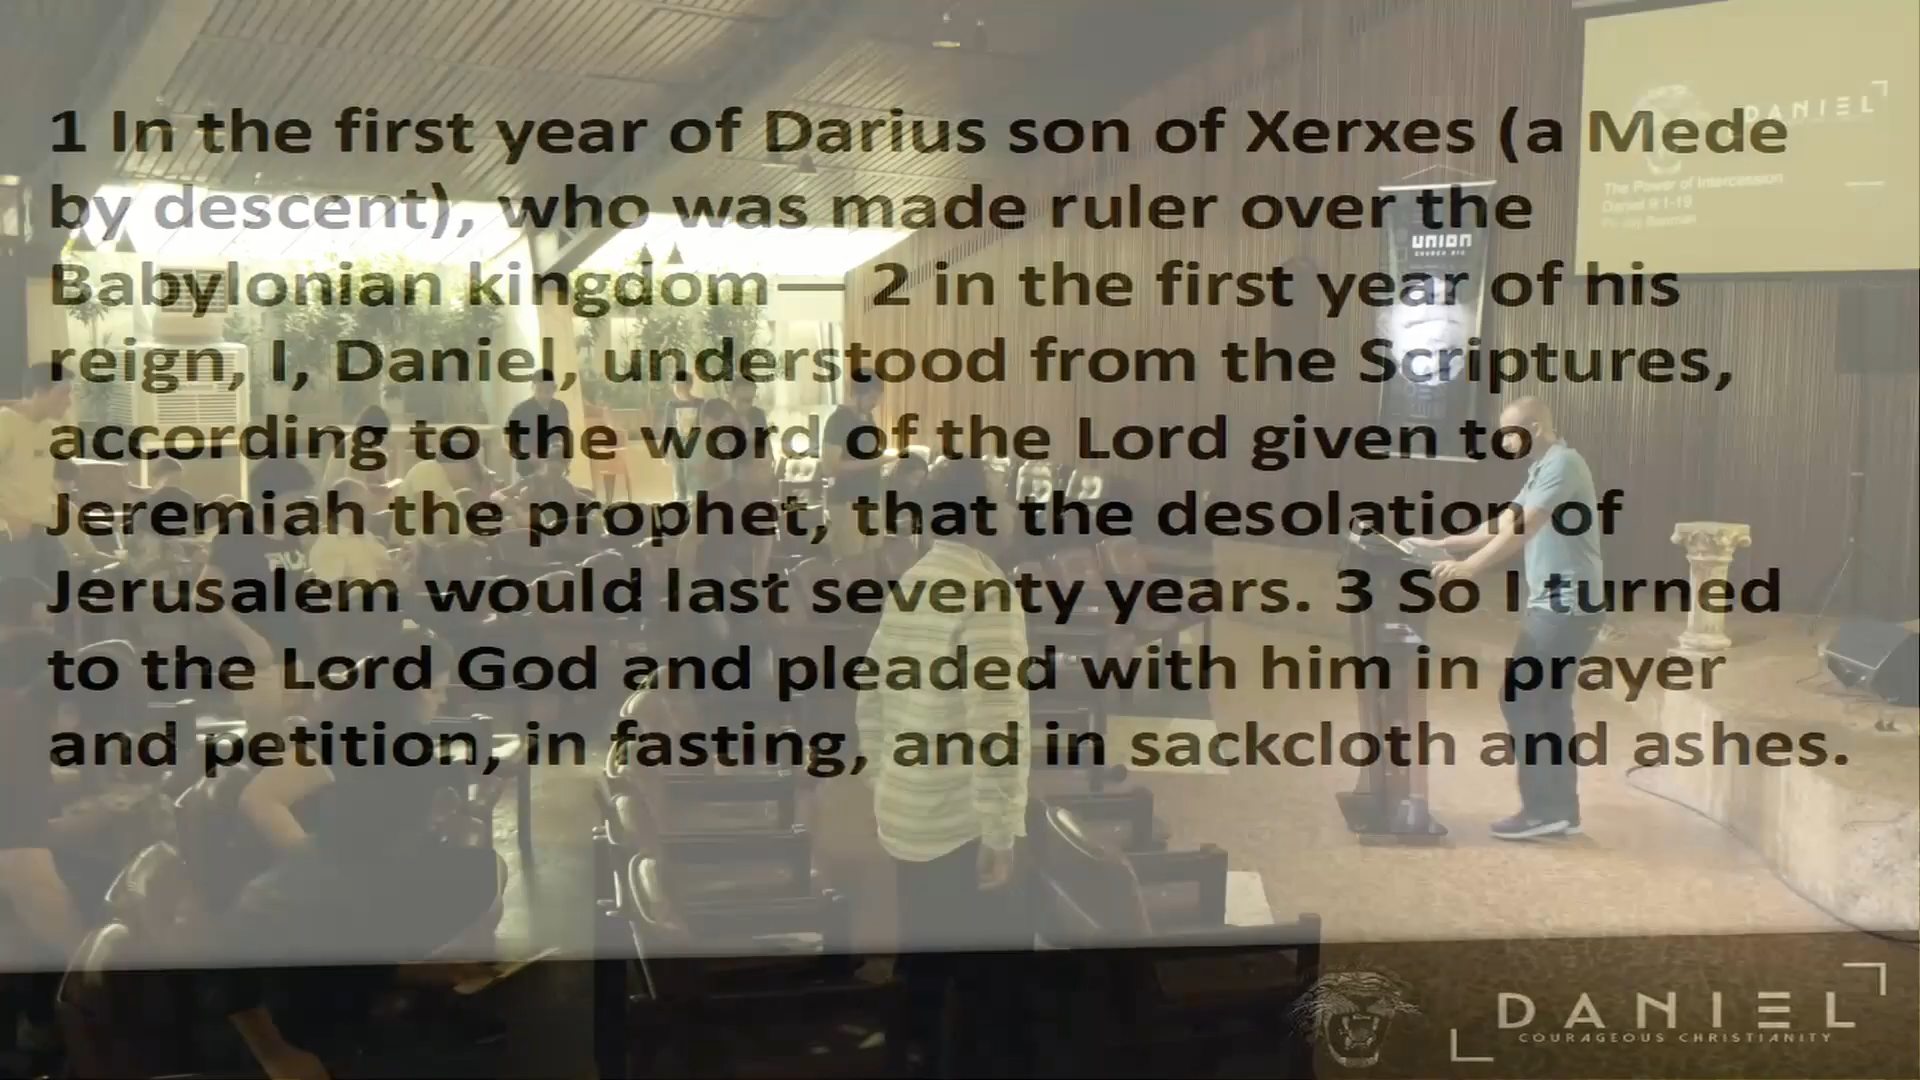 1 In the first year of Darius son of Xerxes (a Mede
by descent), who was made ruler over the
Babylonian kingdom— 2 in the first year of his
reign, I, Daniel, understood from the Scriptures,
according to the word of the Lord given to
Jeremiah the prophet, that the desolation of
Jerusalem would last seventy years. 3 So I turned
to the Lord God and pleaded with him in prayer
and petition, in fasting, and in sackcloth and ashes.
DANIEL
The Power of Intercession
Daniel 9:1-19
UNION
CHURCH RIO
DANIEL
COURAGEOUS CHRISTIANITY